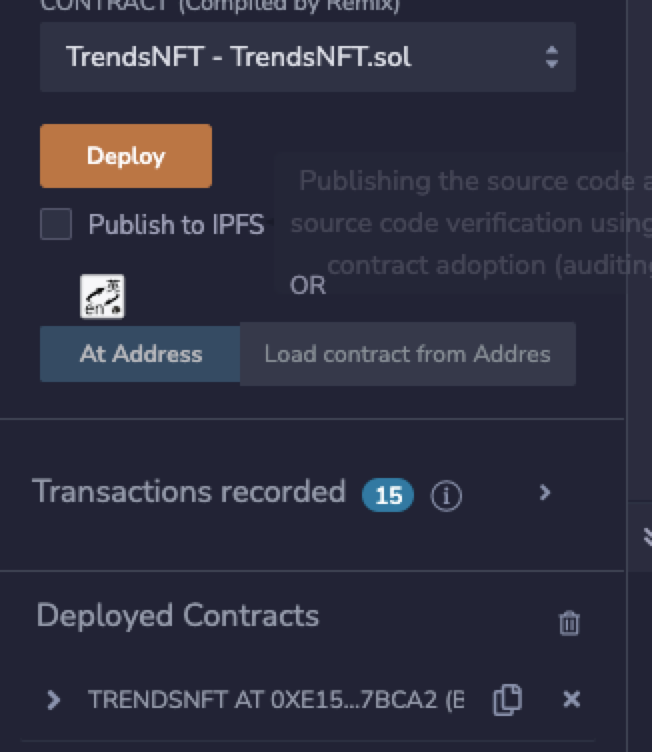 CONTRACT (Compiled by Remix)
TrendsNFT - TrendsNFT.sol
Deploy
Publishing the source code a
Publish to IPFS
source code verification using
contract adoption (auditing
英
en
OR
At Address
Load contract from Addres
Transactions recorded 15 i
Deployed Contracts
TRENDSNFT AT 0XE15...7BCA2 (B